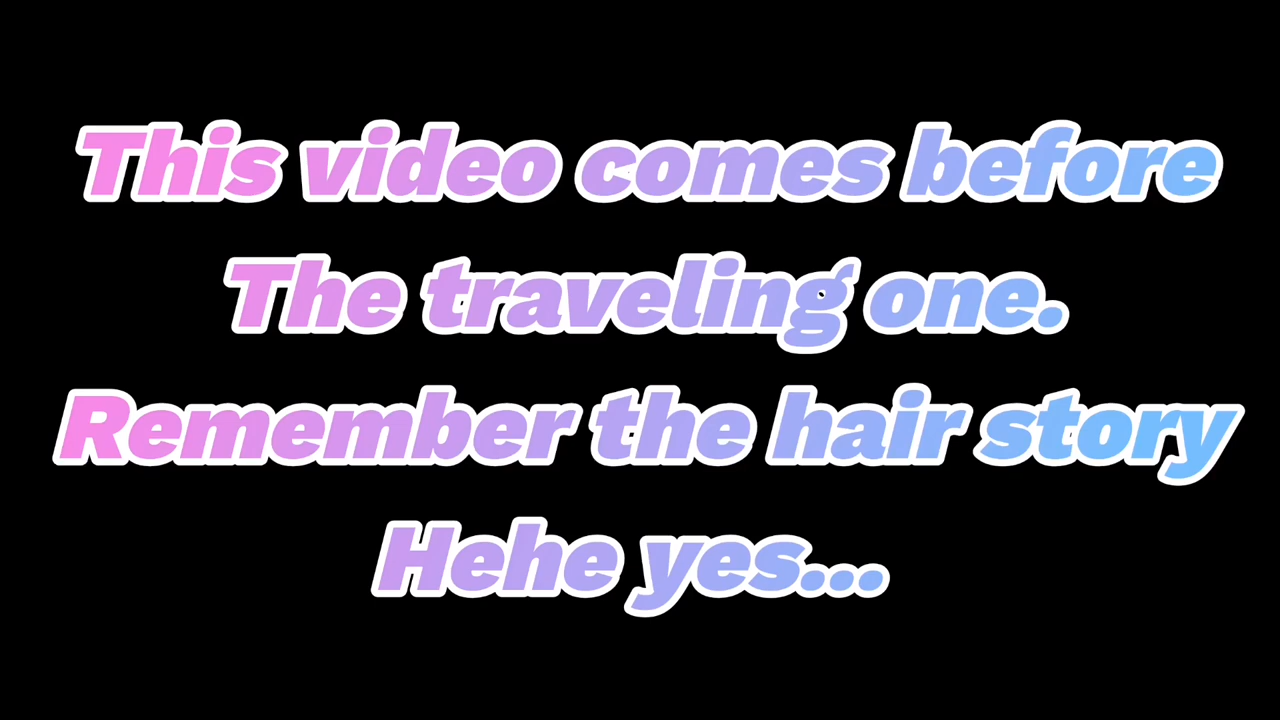 This video comes before
The traveling one.
Remember the hair story
Hehe yes...